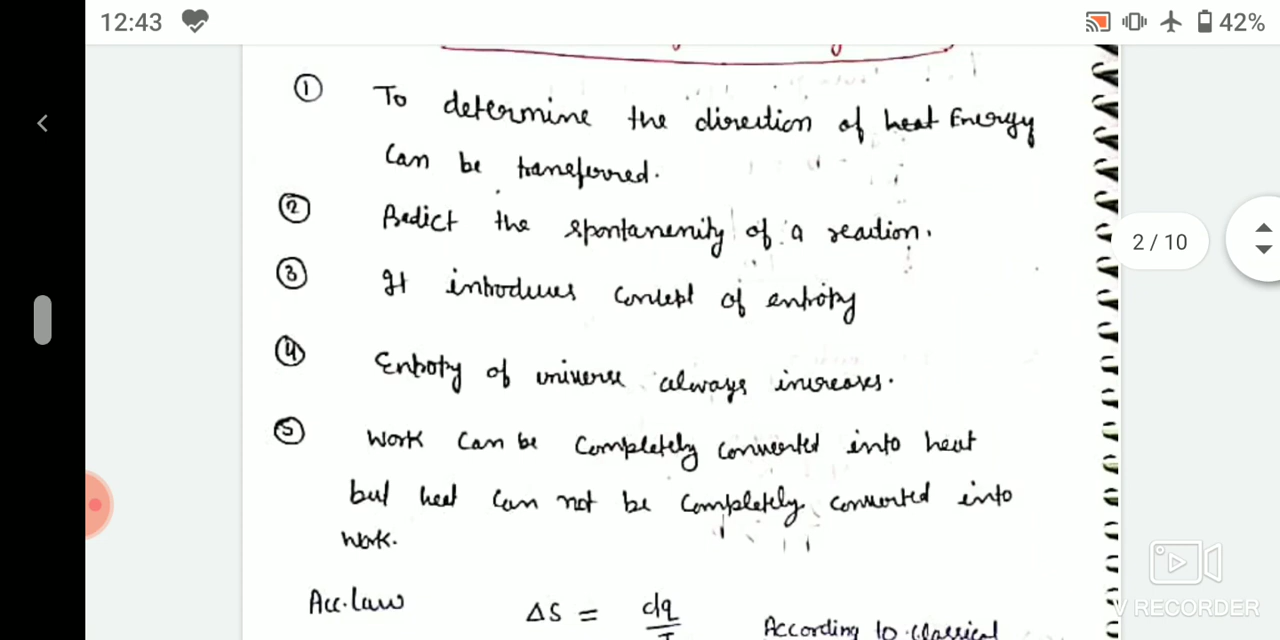 12:43
42%
① To determine the direction of heat Energy
can be transferred.
2 / 10
② Predict the spontanenity of a reaction.
③ It introduces concept of entropy
④ Entropy of universe always increases.
⑤ Work can be completely converted into heat
but heat can not be completely converted into
work.
Acc. law ΔS = dq
According to classical
V RECORDER